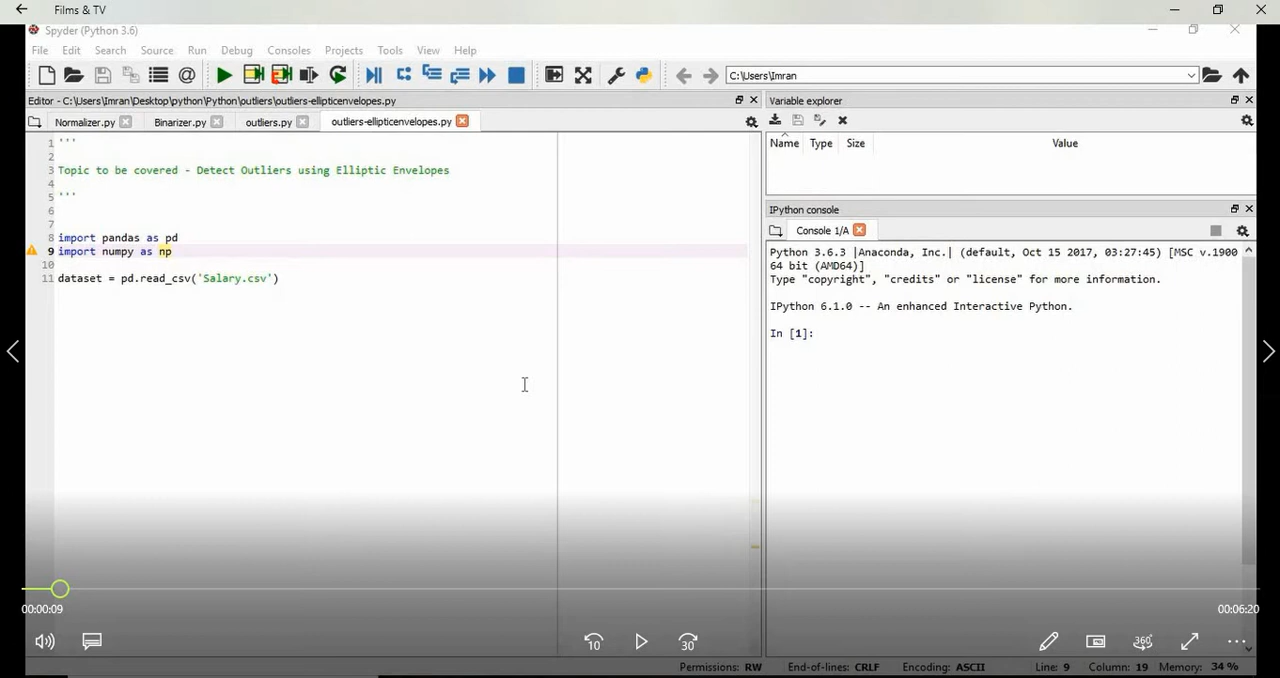 Films & TV
Spyder (Python 3.6)
File Edit Search Source Run Debug Consoles Projects Tools View Help
C:\Users\Imran
Editor - C:\Users\Imran\Desktop\python\Python\outliers\outliers-ellipticenvelopes.py
Normalizer.py Binarizer.py outliers.py outliers-ellipticenvelopes.py
1 '''
2
3 Topic to be covered - Detect Outliers using Elliptic Envelopes
4
5 '''
6
7
8 import pandas as pd
9 import numpy as np
10
11 dataset = pd.read_csv('Salary.csv')
Variable explorer
Name Type Size Value
IPython console
Console 1/A
Python 3.6.3 |Anaconda, Inc.| (default, Oct 15 2017, 03:27:45) [MSC v.1900
64 bit (AMD64)]
Type "copyright", "credits" or "license" for more information.
IPython 6.1.0 -- An enhanced Interactive Python.
In [1]:
00:00:09 00:06:20
10 30 360
Permissions: RW End-of-lines: CRLF Encoding: ASCII Line: 9 Column: 19 Memory: 34 %